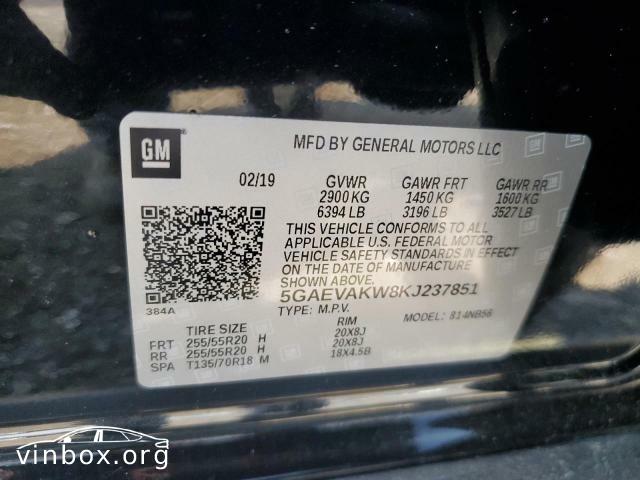 GM
MFD BY GENERAL MOTORS LLC
02/19 GVWR GAWR FRT GAWR RR
2900 KG 1450 KG 1600 KG
6394 LB 3196 LB 3527 LB
THIS VEHICLE CONFORMS TO ALL
APPLICABLE U.S. FEDERAL MOTOR
VEHICLE SAFETY STANDARDS IN EFFECT
ON THE DATE OF MANUFACTURE
SHOWN ABOVE.
5GAEVAKW8KJ237851
384A
TYPE: M.P.V. MODEL: 814NB56
TIRE SIZE RIM
FRT 255/55R20 H 20X8J
RR 255/55R20 H 20X8J
SPA T135/70R18 M 18X4.5B
vinbox.org